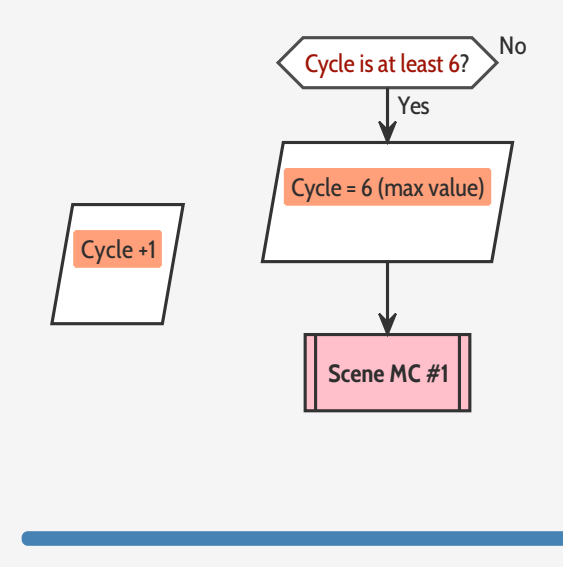 Cycle is at least 6?
No
Yes
Cycle = 6 (max value)
Cycle +1
Scene MC #1